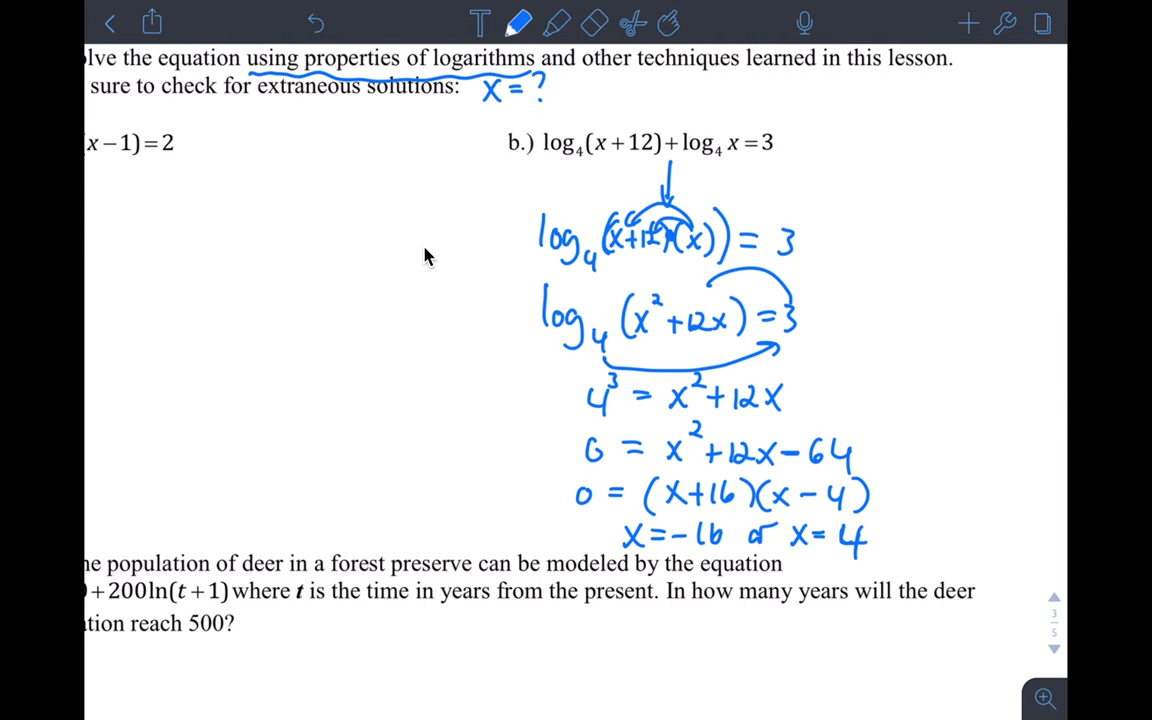 lve the equation using properties of logarithms and other techniques learned in this lesson.
sure to check for extraneous solutions: x = ?
x − 1) = 2
b.) log₄(x + 12) + log₄ x = 3
log₄((x+12)(x)) = 3
log₄(x² + 12x) = 3
4³ = x² + 12x
0 = x² + 12x − 64
0 = (x+16)(x − 4)
x = −16 or x = 4
he population of deer in a forest preserve can be modeled by the equation
+ 200ln(t + 1) where t is the time in years from the present. In how many years will the deer
ation reach 500?
3
5